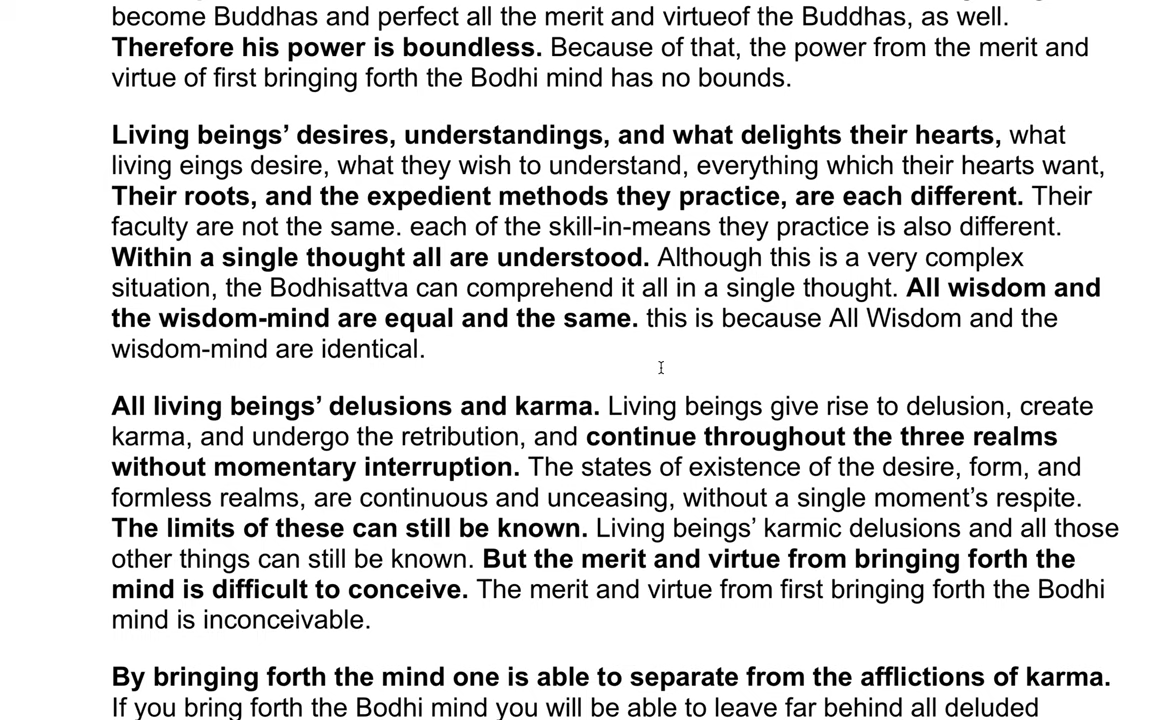 become Buddhas and perfect all the merit and virtueof the Buddhas, as well.
Therefore his power is boundless. Because of that, the power from the merit and
virtue of first bringing forth the Bodhi mind has no bounds.
Living beings’ desires, understandings, and what delights their hearts, what
living eings desire, what they wish to understand, everything which their hearts want,
Their roots, and the expedient methods they practice, are each different. Their
faculty are not the same. each of the skill-in-means they practice is also different.
Within a single thought all are understood. Although this is a very complex
situation, the Bodhisattva can comprehend it all in a single thought. All wisdom and
the wisdom-mind are equal and the same. this is because All Wisdom and the
wisdom-mind are identical.
All living beings’ delusions and karma. Living beings give rise to delusion, create
karma, and undergo the retribution, and continue throughout the three realms
without momentary interruption. The states of existence of the desire, form, and
formless realms, are continuous and unceasing, without a single moment’s respite.
The limits of these can still be known. Living beings’ karmic delusions and all those
other things can still be known. But the merit and virtue from bringing forth the
mind is difficult to conceive. The merit and virtue from first bringing forth the Bodhi
mind is inconceivable.
By bringing forth the mind one is able to separate from the afflictions of karma.
If you bring forth the Bodhi mind you will be able to leave far behind all deluded